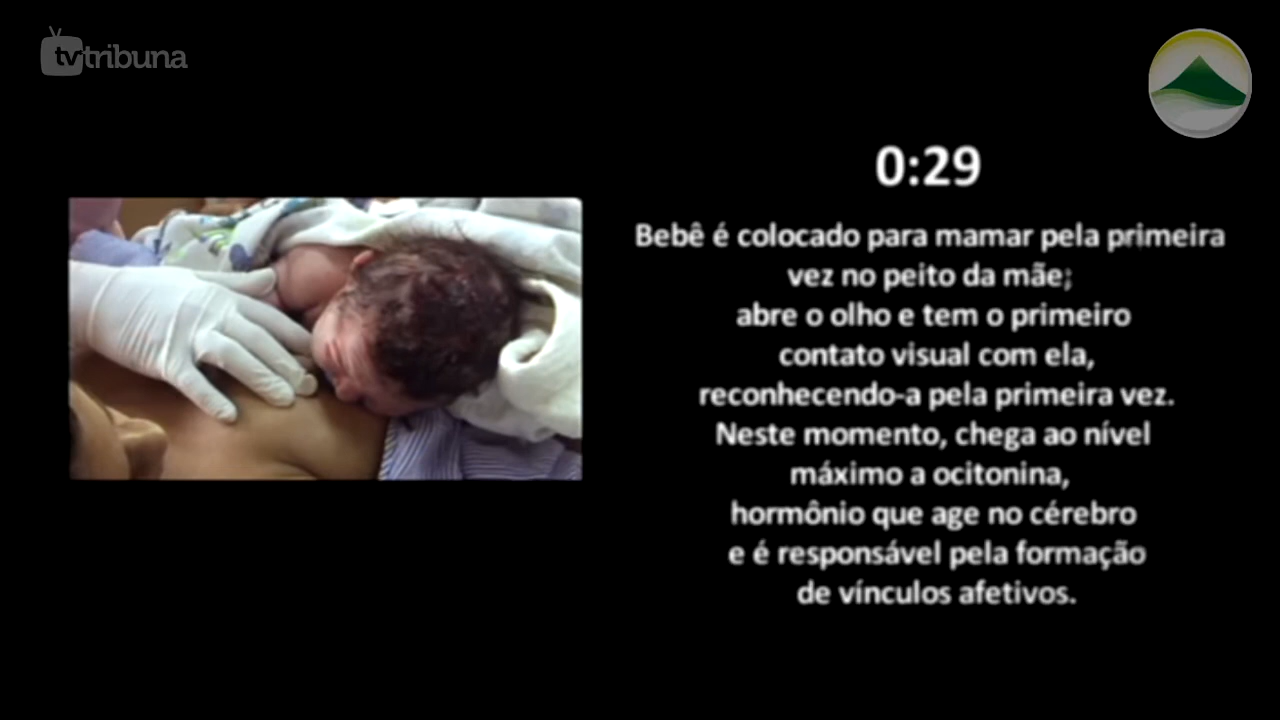 tvtribuna
0:29
Bebê é colocado para mamar pela primeira
vez no peito da mãe;
abre o olho e tem o primeiro
contato visual com ela,
reconhecendo-a pela primeira vez.
Neste momento, chega ao nível
máximo a ocitonina,
hormônio que age no cérebro
e é responsável pela formação
de vínculos afetivos.